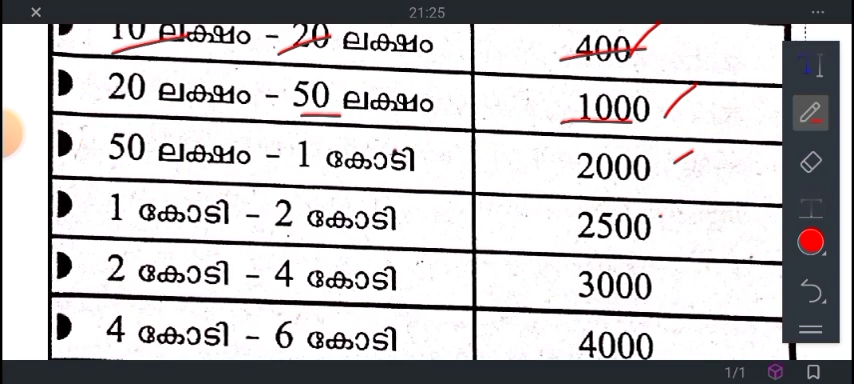 21:25
10 ലക്ഷം - 20 ലക്ഷം 400
20 ലക്ഷം - 50 ലക്ഷം 1000
50 ലക്ഷം - 1 കോടി 2000
1 കോടി - 2 കോടി 2500
2 കോടി - 4 കോടി 3000
4 കോടി - 6 കോടി 4000
1/1